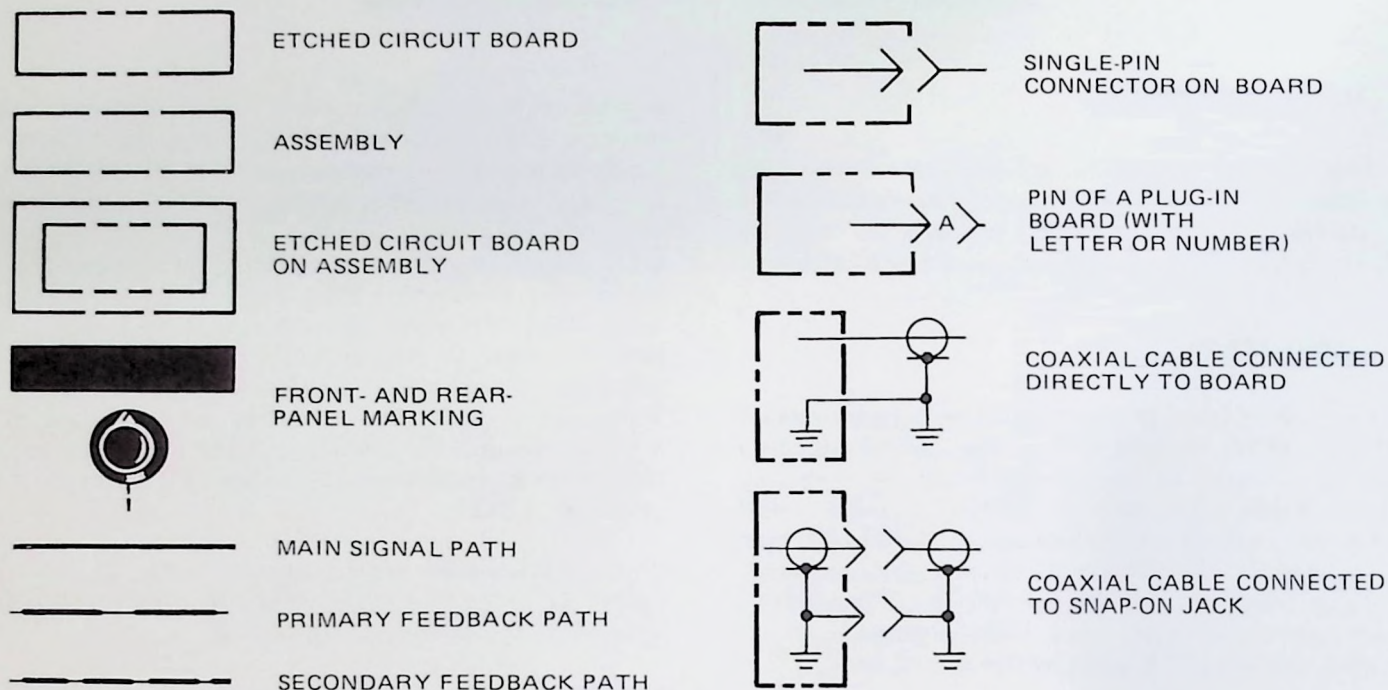 ETCHED CIRCUIT BOARD
ASSEMBLY
ETCHED CIRCUIT BOARD
ON ASSEMBLY
FRONT- AND REAR-
PANEL MARKING
MAIN SIGNAL PATH
PRIMARY FEEDBACK PATH
SECONDARY FEEDBACK PATH
SINGLE-PIN
CONNECTOR ON BOARD
A
PIN OF A PLUG-IN
BOARD (WITH
LETTER OR NUMBER)
COAXIAL CABLE CONNECTED
DIRECTLY TO BOARD
COAXIAL CABLE CONNECTED
TO SNAP-ON JACK